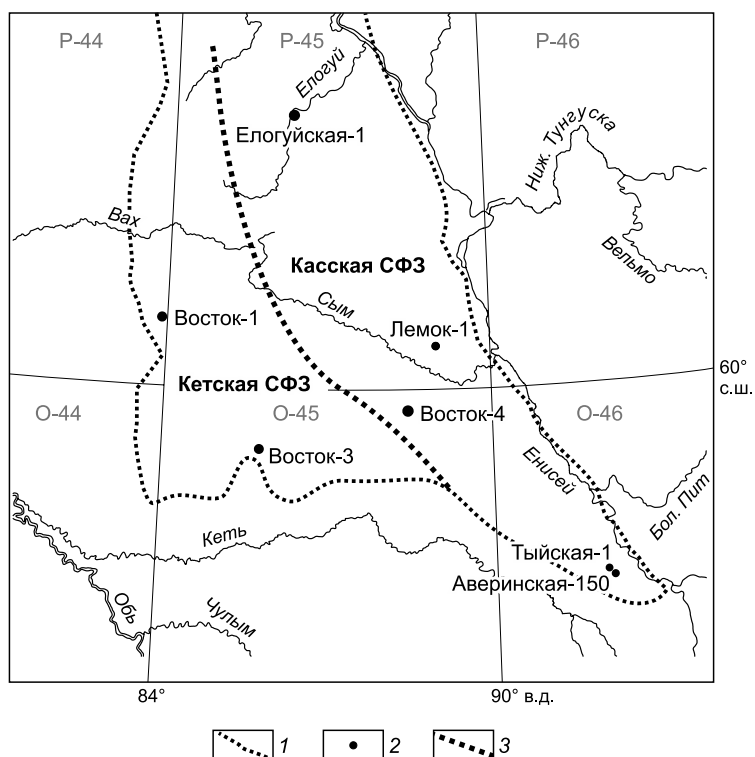 P-44
P-45
P-46
Елогуй
Елогуйская-1
Ниж. Тунгуска
Вах
Вельмо
Касская СФЗ
Сым
Восток-1
Лемок-1
60°
с.ш.
Кетская СФЗ
O-44
O-45
Восток-4
O-46
Восток-3
Енисей
Бол. Пит
Кеть
Тыйская-1
Аверинская-150
Обь
Чулым
84°
90° в.д.
1
2
3